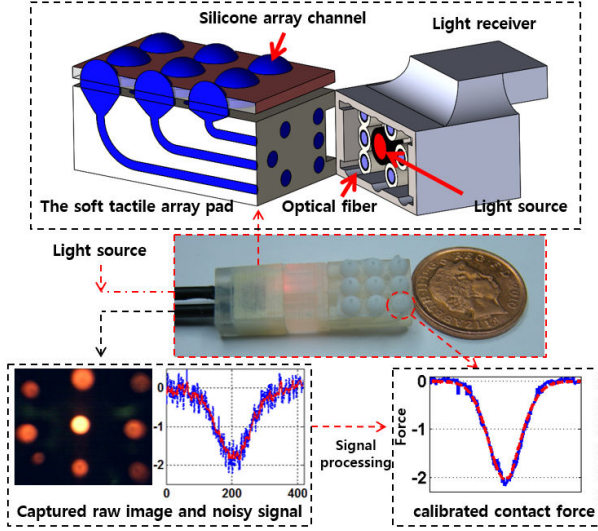 Silicone array channel
Light receiver
The soft tactile array pad
Optical fiber
Light source
Light source
0
-1
-2
0
200
400
Captured raw image and noisy signal
Signal
processing
Force
0
-1
-2
calibrated contact force